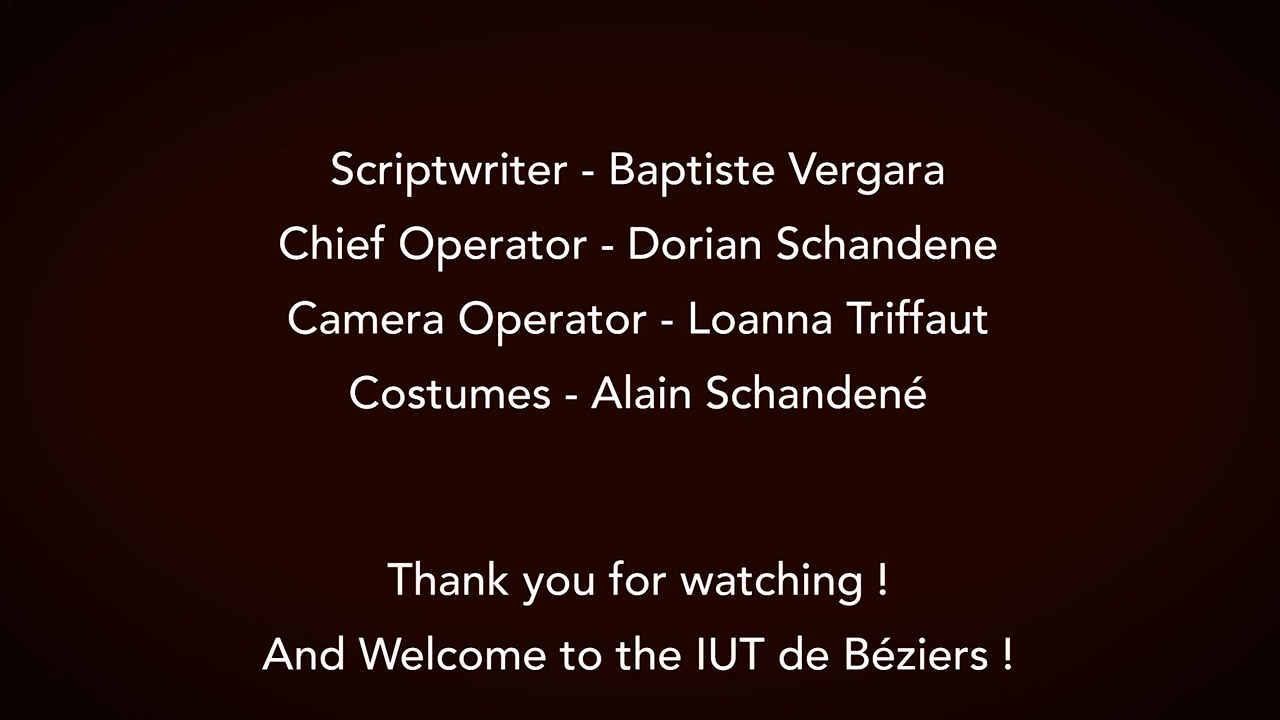 Scriptwriter - Baptiste Vergara
Chief Operator - Dorian Schandene
Camera Operator - Loanna Triffaut
Costumes - Alain Schandené
Thank you for watching !
And Welcome to the IUT de Béziers !